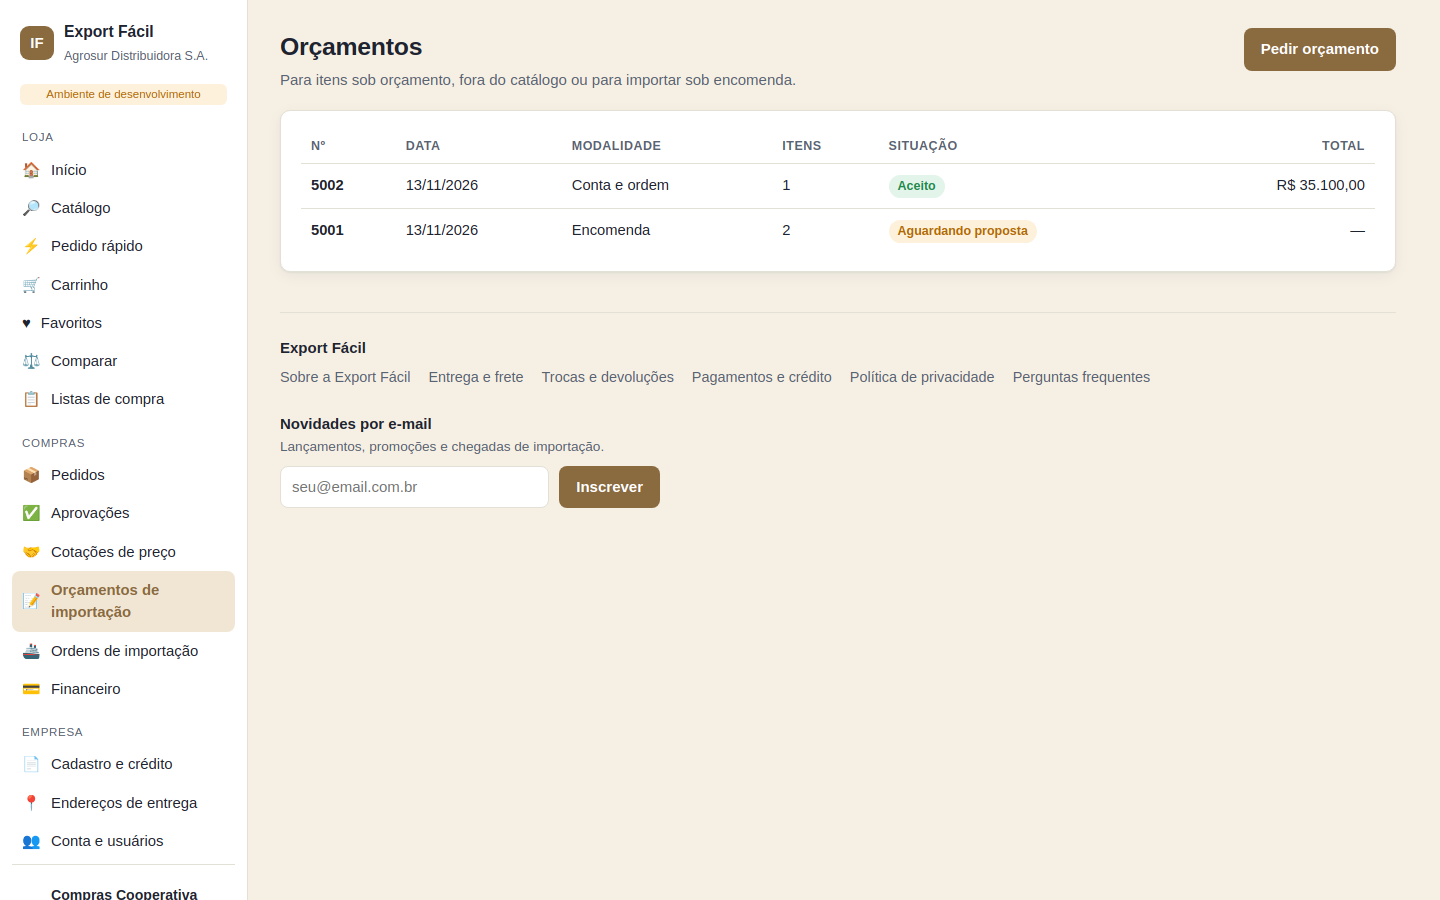 IF
Export Fácil
Agrosur Distribuidora S.A.
Ambiente de desenvolvimento
LOJA
Início
Catálogo
Pedido rápido
Carrinho
Favoritos
Comparar
Listas de compra
COMPRAS
Pedidos
Aprovações
Cotações de preço
Orçamentos de
importação
Ordens de importação
Financeiro
EMPRESA
Cadastro e crédito
Endereços de entrega
Conta e usuários
Compras Cooperativa
Orçamentos
Pedir orçamento
Para itens sob orçamento, fora do catálogo ou para importar sob encomenda.
Nº DATA MODALIDADE ITENS SITUAÇÃO TOTAL
5002 13/11/2026 Conta e ordem 1 Aceito R$ 35.100,00
5001 13/11/2026 Encomenda 2 Aguardando proposta —
Export Fácil
Sobre a Export Fácil Entrega e frete Trocas e devoluções Pagamentos e crédito Política de privacidade Perguntas frequentes
Novidades por e-mail
Lançamentos, promoções e chegadas de importação.
seu@email.com.br Inscrever